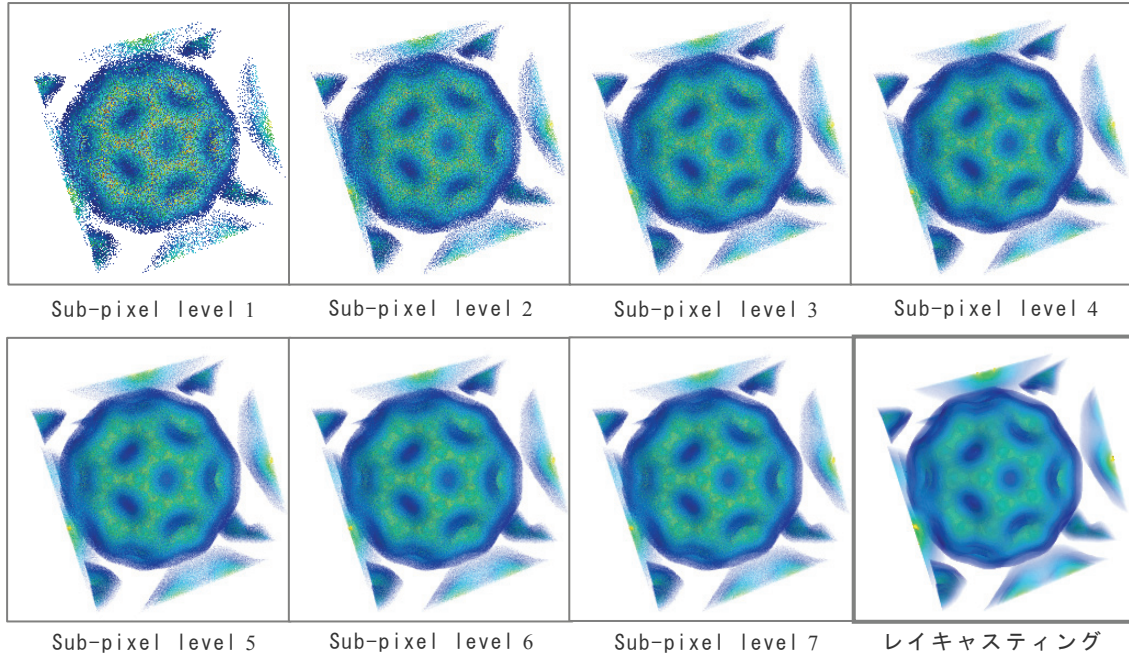 Sub-pixel level 1
Sub-pixel level 2
Sub-pixel level 3
Sub-pixel level 4
Sub-pixel level 5
Sub-pixel level 6
Sub-pixel level 7
レイキャスティング